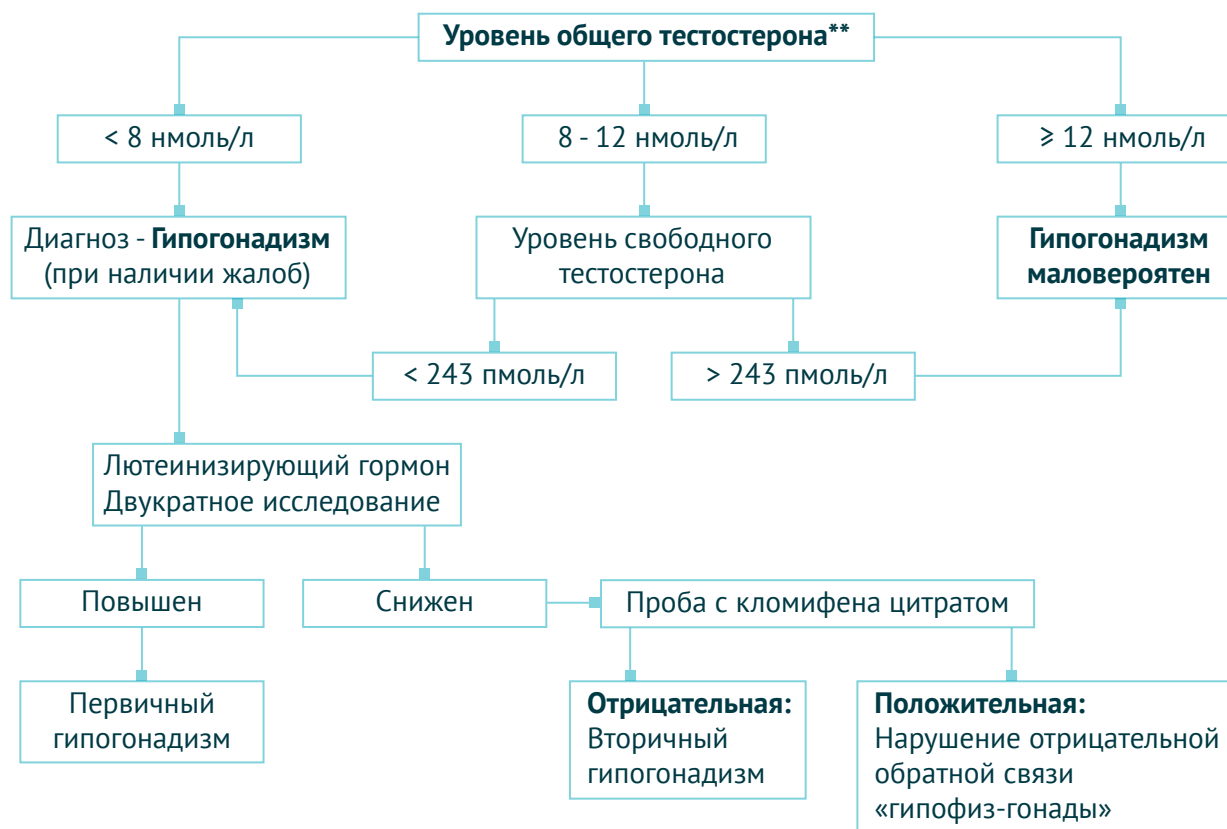 Уровень общего тестостерона**
< 8 нмоль/л
8 - 12 нмоль/л
⩾ 12 нмоль/л
Диагноз - Гипогонадизм
(при наличии жалоб)
Уровень свободного
тестостерона
Гипогонадизм
маловероятен
< 243 пмоль/л
> 243 пмоль/л
Лютеинизирующий гормон
Двукратное исследование
Повышен
Снижен
Проба с кломифена цитратом
Первичный
гипогонадизм
Отрицательная:
Вторичный
гипогонадизм
Положительная:
Нарушение отрицательной
обратной связи
«гипофиз-гонады»